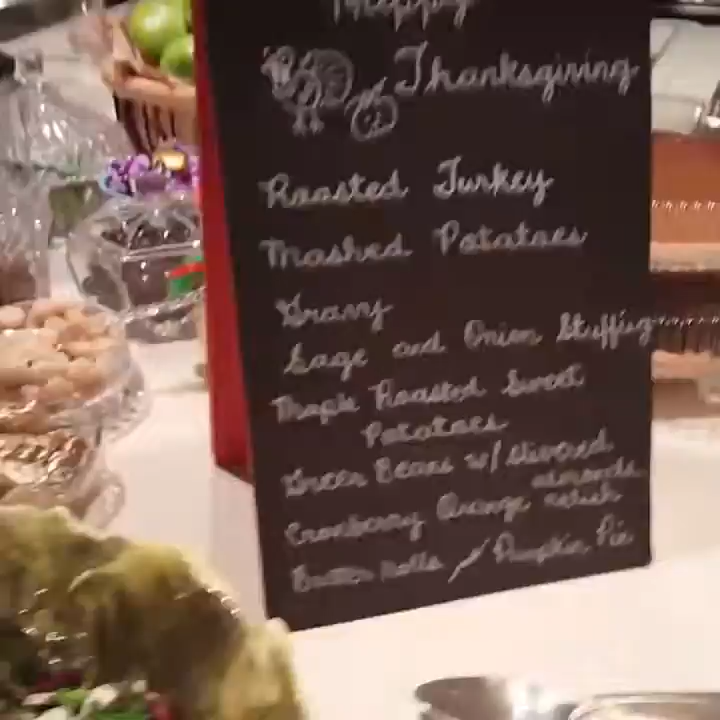 Happy
Thanksgiving
Roasted Turkey
Mashed Potatoes
Gravy
Sage and Onion Stuffing
Maple Roasted Sweet
Potatoes
Green Beans w/ slivered
almonds
Cranberry Orange relish
Butter Rolls / Pumpkin Pie